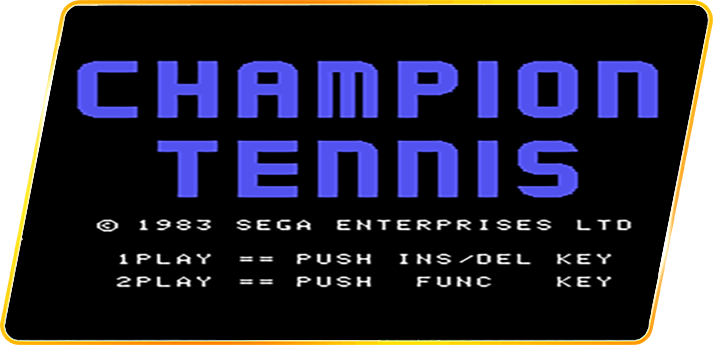 CHAMPION
TENNIS
© 1983 SEGA ENTERPRISES LTD
1PLAY == PUSH INS/DEL KEY
2PLAY == PUSH FUNC KEY